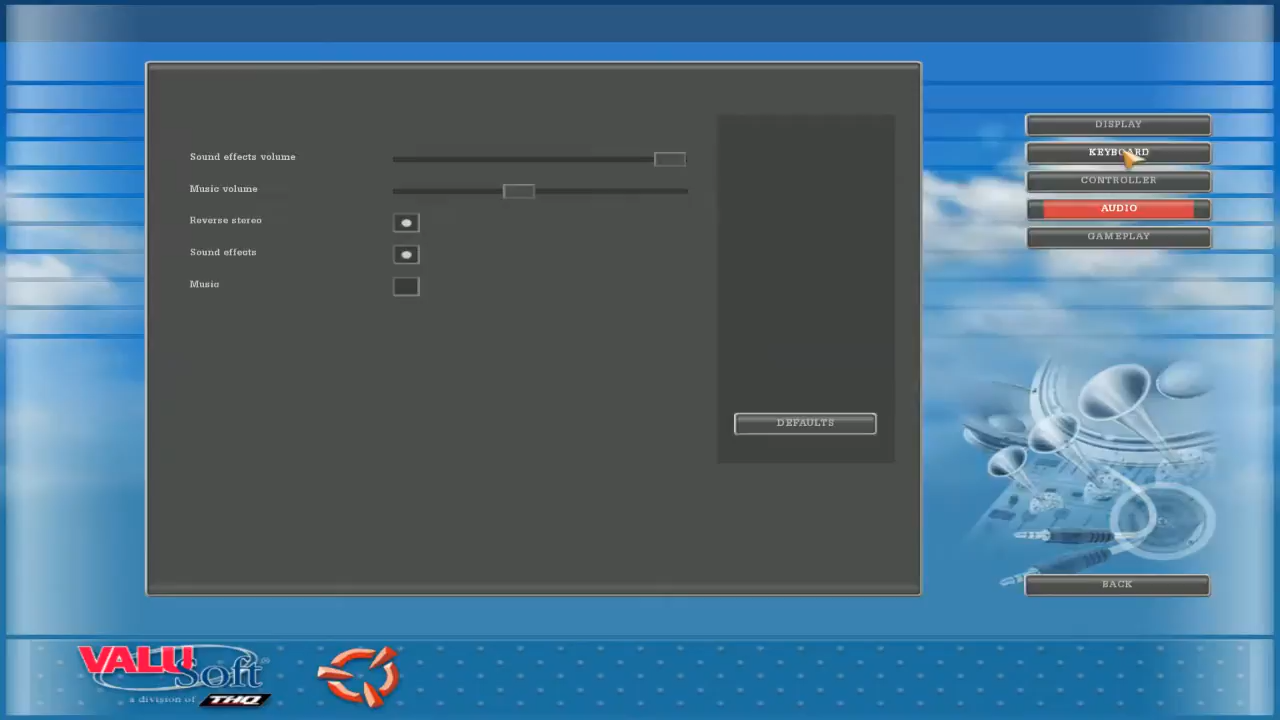 Sound effects volume
Music volume
Reverse stereo
Sound effects
Music
DEFAULTS
DISPLAY
KEYBOARD
CONTROLLER
AUDIO
GAMEPLAY
BACK
VALUSoft
a division of THQ